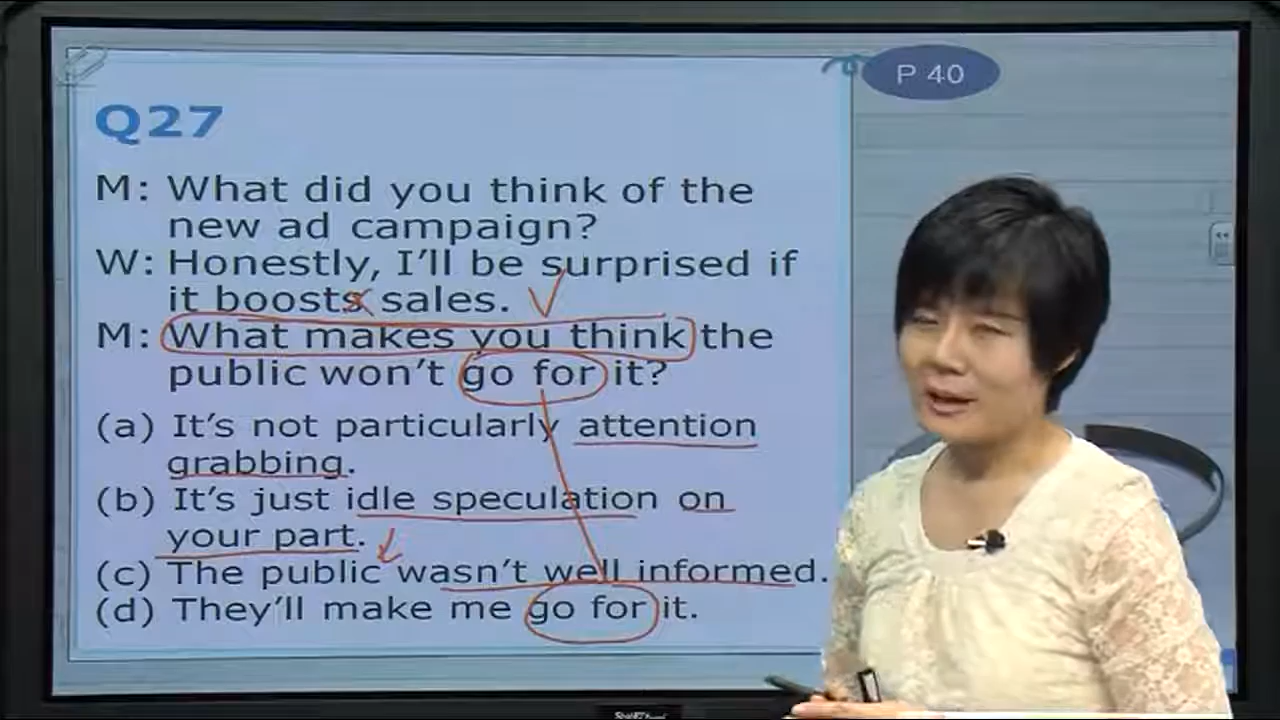 P 40
Q27
M: What did you think of the
new ad campaign?
W: Honestly, I'll be surprised if
it boosts sales.
M: What makes you think the
public won't go for it?
(a) It's not particularly attention
grabbing.
(b) It's just idle speculation on
your part.
(c) The public wasn't well informed.
(d) They'll make me go for it.